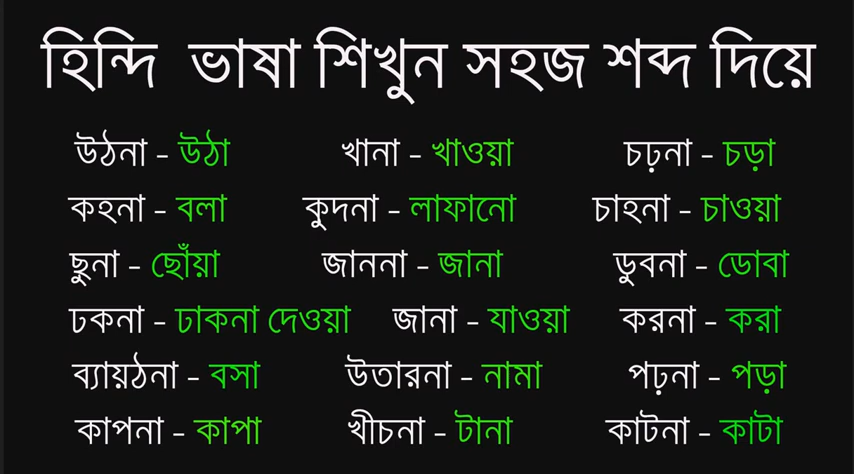 হিন্দি ভাষা শিখুন সহজ শব্দ দিয়ে
উঠনা - উঠা খানা - খাওয়া চঢ়না - চড়া
কহনা - বলা কুদনা - লাফানো চাহনা - চাওয়া
ছুনা - ছোঁয়া জাননা - জানা ডুবনা - ডোবা
ঢকনা - ঢাকনা দেওয়া জানা - যাওয়া করনা - করা
ব্যায়ঠনা - বসা উতারনা - নামা পঢ়না - পড়া
কাপনা - কাপা খীচনা - টানা কাটনা - কাটা